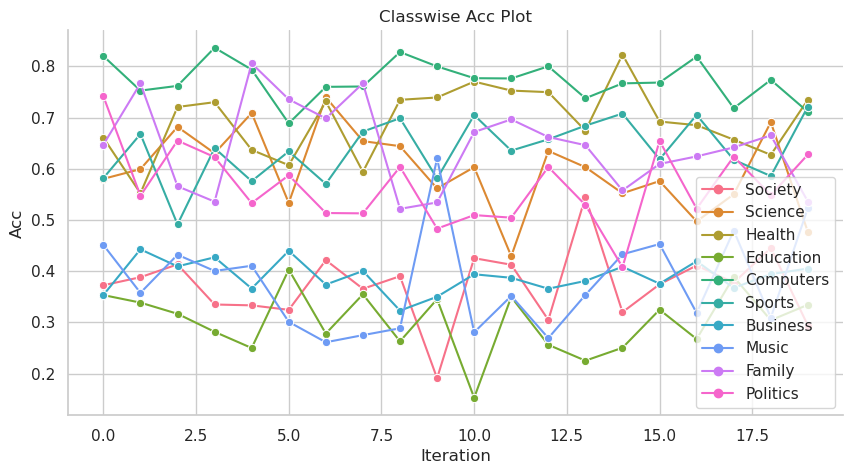 Classwise Acc Plot
Acc
0.8
0.7
0.6
0.5
0.4
0.3
0.2
0.0 2.5 5.0 7.5 10.0 12.5 15.0 17.5
Iteration
Society
Science
Health
Education
Computers
Sports
Business
Music
Family
Politics